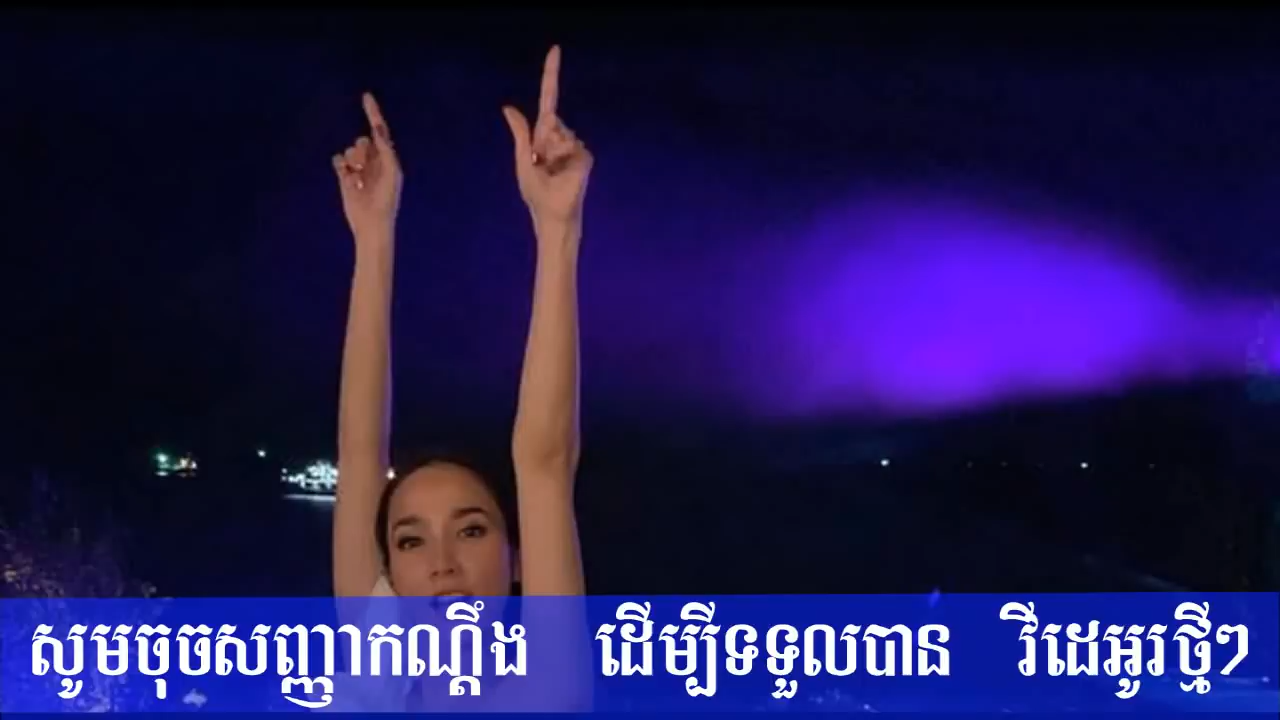 សូមចុចសញ្ញាកណ្ដឹង ដើម្បីទទួលបាន វីដេអូរថ្មីៗ